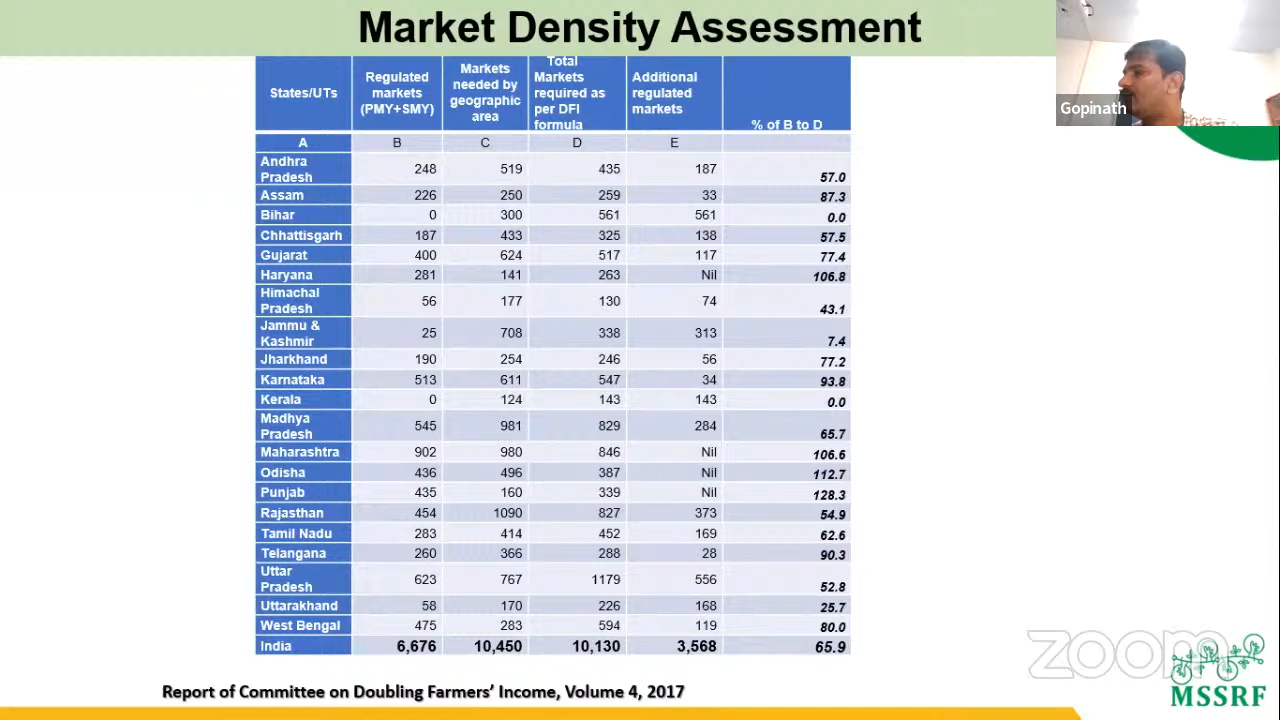 Market Density Assessment
Gopinath
States/UTs Regulated markets (PMY+SMY) Markets needed by geographic area Total Markets required as per DFI formula Additional regulated markets % of B to D
A B C D E
Andhra Pradesh 248 519 435 187 57.0
Assam 226 250 259 33 87.3
Bihar 0 300 561 561 0.0
Chhattisgarh 187 433 325 138 57.5
Gujarat 400 624 517 117 77.4
Haryana 281 141 263 Nil 106.8
Himachal Pradesh 56 177 130 74 43.1
Jammu & Kashmir 25 708 338 313 7.4
Jharkhand 190 254 246 56 77.2
Karnataka 513 611 547 34 93.8
Kerala 0 124 143 143 0.0
Madhya Pradesh 545 981 829 284 65.7
Maharashtra 902 980 846 Nil 106.6
Odisha 436 496 387 Nil 112.7
Punjab 435 160 339 Nil 128.3
Rajasthan 454 1090 827 373 54.9
Tamil Nadu 283 414 452 169 62.6
Telangana 260 366 288 28 90.3
Uttar Pradesh 623 767 1179 556 52.8
Uttarakhand 58 170 226 168 25.7
West Bengal 475 283 594 119 80.0
India 6,676 10,450 10,130 3,568 65.9
zoom
MSSRF
Report of Committee on Doubling Farmers' Income, Volume 4, 2017